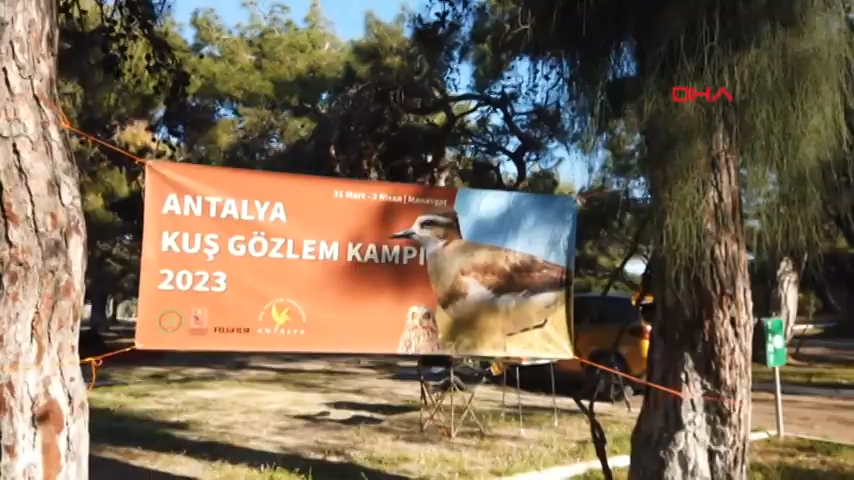 DHA
31 Mart - 2 Nisan | Manavgat
ANTALYA
KUŞ GÖZLEM KAMPI
2023
ANTALYA